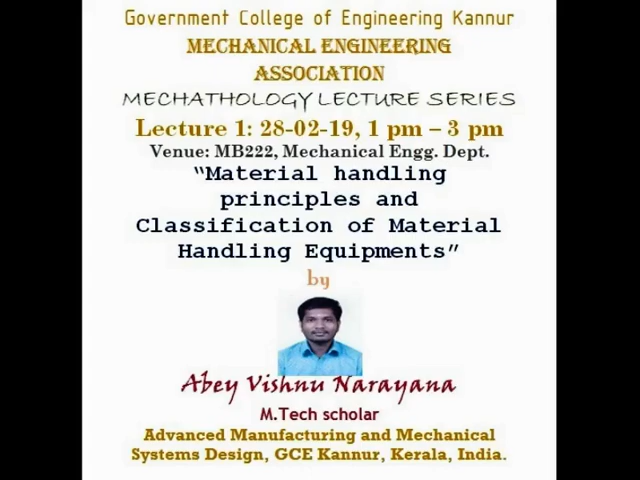 Government College of Engineering Kannur
MECHANICAL ENGINEERING
ASSOCIATION
MECHATHOLOGY LECTURE SERIES
Lecture 1: 28-02-19, 1 pm – 3 pm
Venue: MB222, Mechanical Engg. Dept.
“Material handling
principles and
Classification of Material
Handling Equipments”
by
Abey Vishnu Narayana
M.Tech scholar
Advanced Manufacturing and Mechanical
Systems Design, GCE Kannur, Kerala, India.